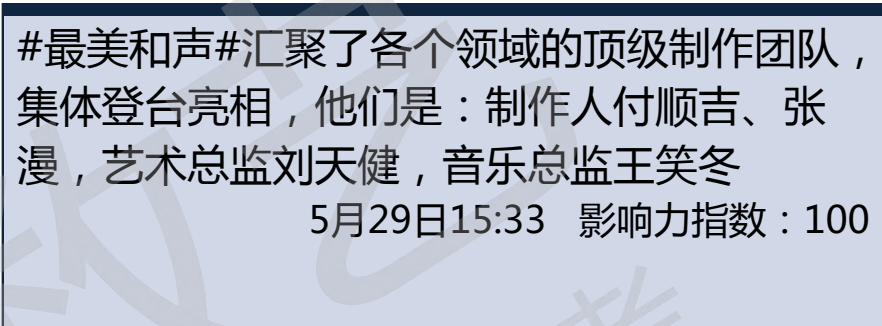 #最美和声#汇聚了各个领域的顶级制作团队，
集体登台亮相，他们是：制作人付顺吉、张
漫，艺术总监刘天健，音乐总监王笑冬
5月29日15:33 影响力指数：100